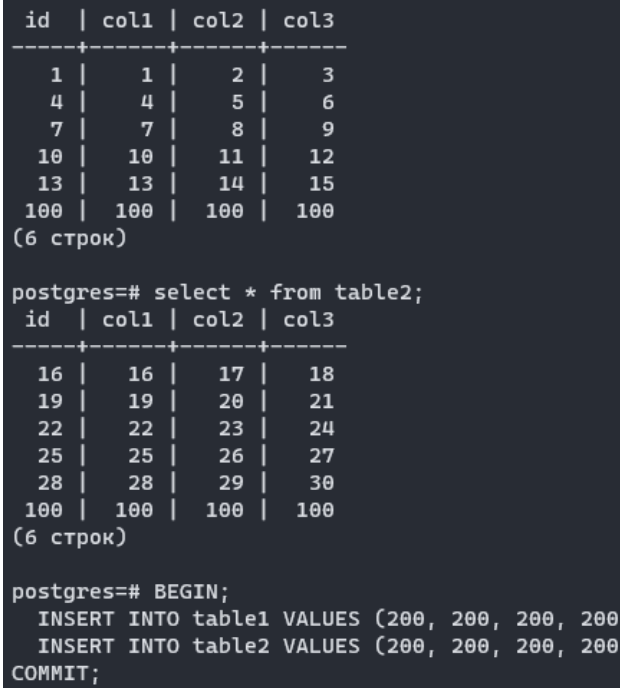 id  | col1 | col2 | col3
-----+------+------+------
   1 |    1 |    2 |    3
   4 |    4 |    5 |    6
   7 |    7 |    8 |    9
  10 |   10 |   11 |   12
  13 |   13 |   14 |   15
 100 |  100 |  100 |  100
(6 строк)
postgres=# select * from table2;
 id  | col1 | col2 | col3
-----+------+------+------
  16 |   16 |   17 |   18
  19 |   19 |   20 |   21
  22 |   22 |   23 |   24
  25 |   25 |   26 |   27
  28 |   28 |   29 |   30
 100 |  100 |  100 |  100
(6 строк)
postgres=# BEGIN;
  INSERT INTO table1 VALUES (200, 200, 200, 200
  INSERT INTO table2 VALUES (200, 200, 200, 200
COMMIT;